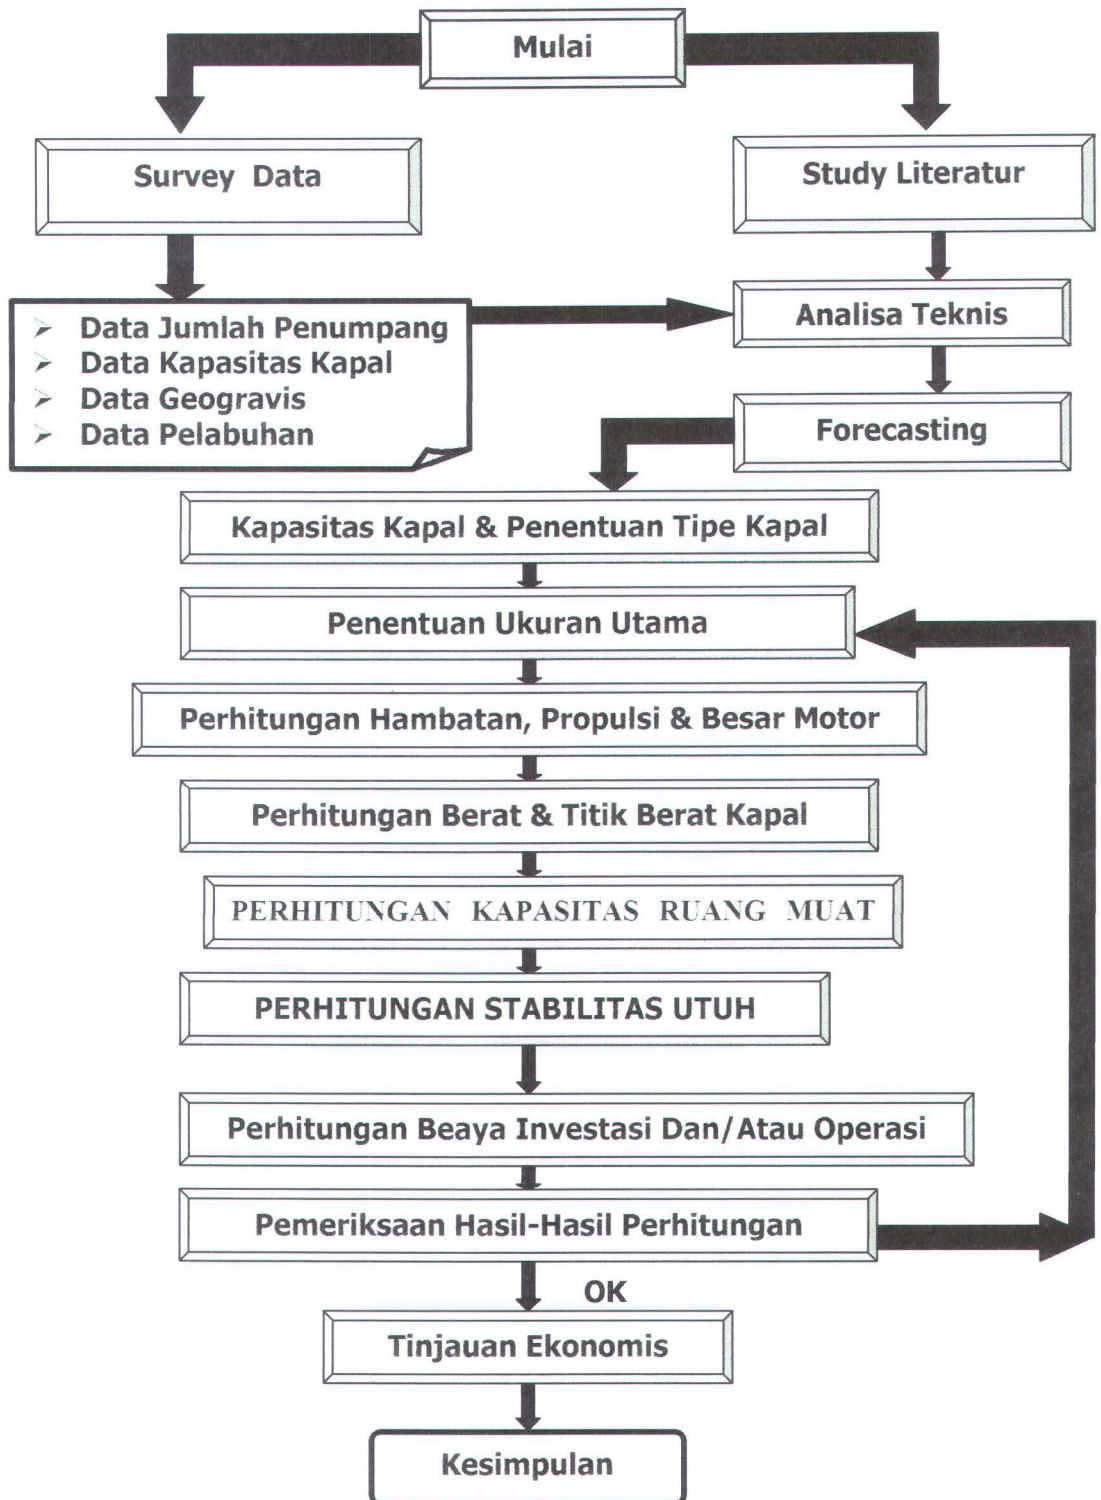 Mulai
Survey Data
Study Literatur
➢ Data Jumlah Penumpang
➢ Data Kapasitas Kapal
➢ Data Geogravis
➢ Data Pelabuhan
Analisa Teknis
Forecasting
Kapasitas Kapal & Penentuan Tipe Kapal
Penentuan Ukuran Utama
Perhitungan Hambatan, Propulsi & Besar Motor
Perhitungan Berat & Titik Berat Kapal
PERHITUNGAN KAPASITAS RUANG MUAT
PERHITUNGAN STABILITAS UTUH
Perhitungan Beaya Investasi Dan/Atau Operasi
Pemeriksaan Hasil-Hasil Perhitungan
OK
Tinjauan Ekonomis
Kesimpulan